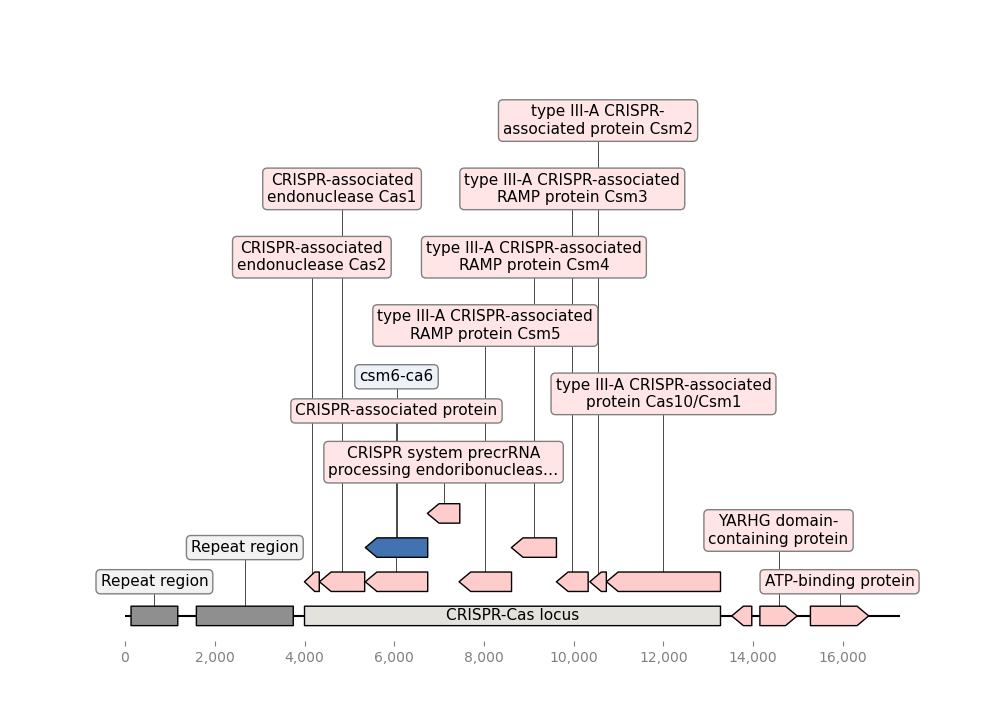 type III-A CRISPR-
associated protein Csm2
CRISPR-associated
endonuclease Cas1
type III-A CRISPR-associated
RAMP protein Csm3
CRISPR-associated
endonuclease Cas2
type III-A CRISPR-associated
RAMP protein Csm4
type III-A CRISPR-associated
RAMP protein Csm5
csm6-ca6
type III-A CRISPR-associated
protein Cas10/Csm1
CRISPR-associated protein
CRISPR system precrRNA
processing endoribonucleas…
YARHG domain-
containing protein
Repeat region
Repeat region
ATP-binding protein
CRISPR-Cas locus
0 2,000 4,000 6,000 8,000 10,000 12,000 14,000 16,000